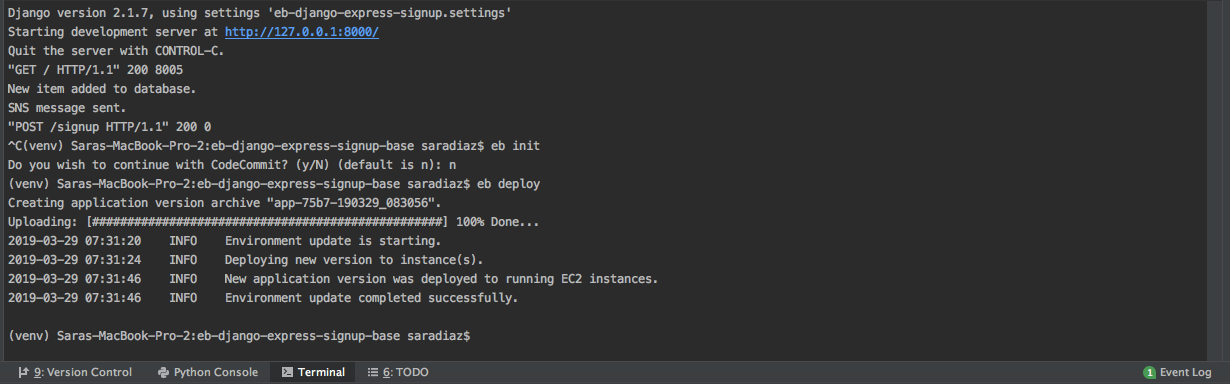 Django version 2.1.7, using settings 'eb-django-express-signup.settings'
Starting development server at http://127.0.0.1:8000/
Quit the server with CONTROL-C.
"GET / HTTP/1.1" 200 8005
New item added to database.
SNS message sent.
"POST /signup HTTP/1.1" 200 0
^C(venv) Saras-MacBook-Pro-2:eb-django-express-signup-base saradiaz$ eb init
Do you wish to continue with CodeCommit? (y/N) (default is n): n
(venv) Saras-MacBook-Pro-2:eb-django-express-signup-base saradiaz$ eb deploy
Creating application version archive "app-75b7-190329_083056".
Uploading: [##################################################] 100% Done...
2019-03-29 07:31:20    INFO    Environment update is starting.
2019-03-29 07:31:24    INFO    Deploying new version to instance(s).
2019-03-29 07:31:46    INFO    New application version was deployed to running EC2 instances.
2019-03-29 07:31:46    INFO    Environment update completed successfully.
(venv) Saras-MacBook-Pro-2:eb-django-express-signup-base saradiaz$
9: Version Control    Python Console    Terminal    6: TODO    1 Event Log